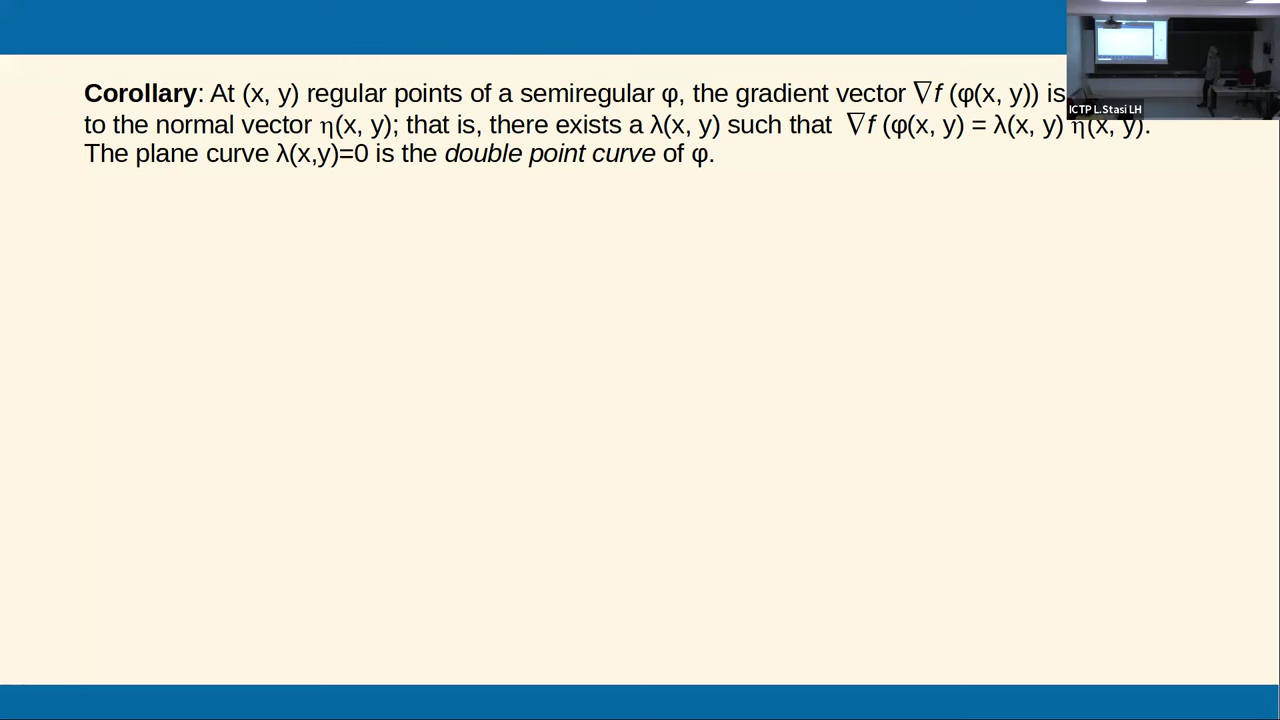 Corollary: At (x, y) regular points of a semiregular φ, the gradient vector ∇f (φ(x, y)) is
to the normal vector η(x, y); that is, there exists a λ(x, y) such that ∇f (φ(x, y) = λ(x, y) η(x, y).
The plane curve λ(x,y)=0 is the double point curve of φ.
ICTP L.Stasi LH